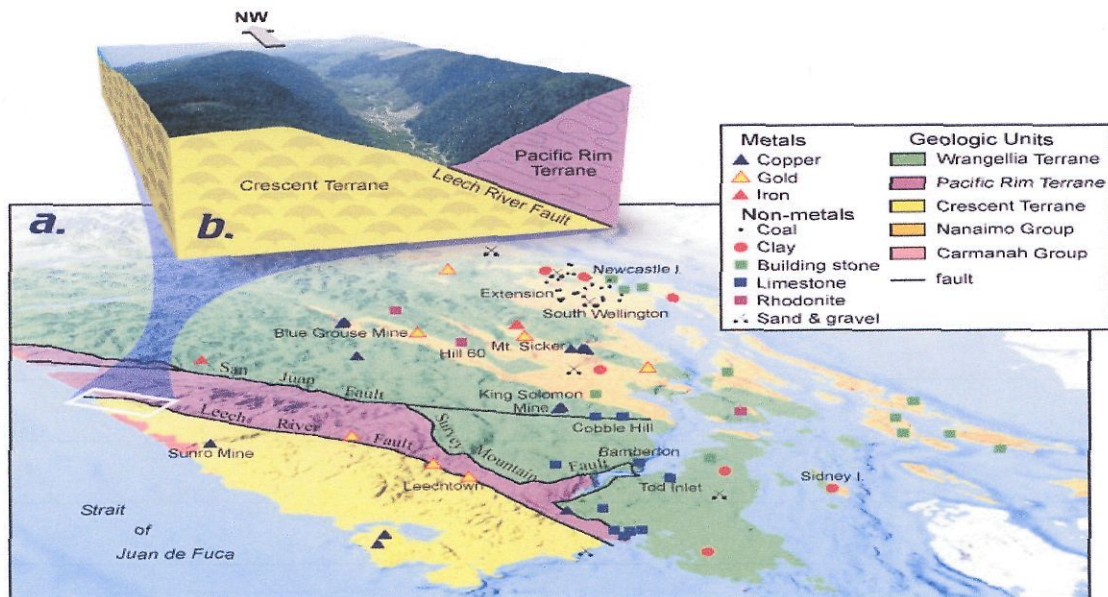 NW
Pacific Rim
Terrane
Crescent Terrane
Leech River Fault
a.
b.
Metals
Copper
Gold
Iron
Non-metals
Coal
Clay
Building stone
Limestone
Rhodonite
Sand & gravel
Geologic Units
Wrangellia Terrane
Pacific Rim Terrane
Crescent Terrane
Nanaimo Group
Carmanah Group
fault
Newcastle I.
Extension
South Wellington
Blue Grouse Mine
Hill 60
Mt. Sicker
San Juan Fault
King Solomon
Mine
Cobble Hill
Leech River Fault
Survey Mountain Fault
Bamberton
Sunro Mine
Leechtown
Tod Inlet
Sidney I.
Strait
of
Juan de Fuca